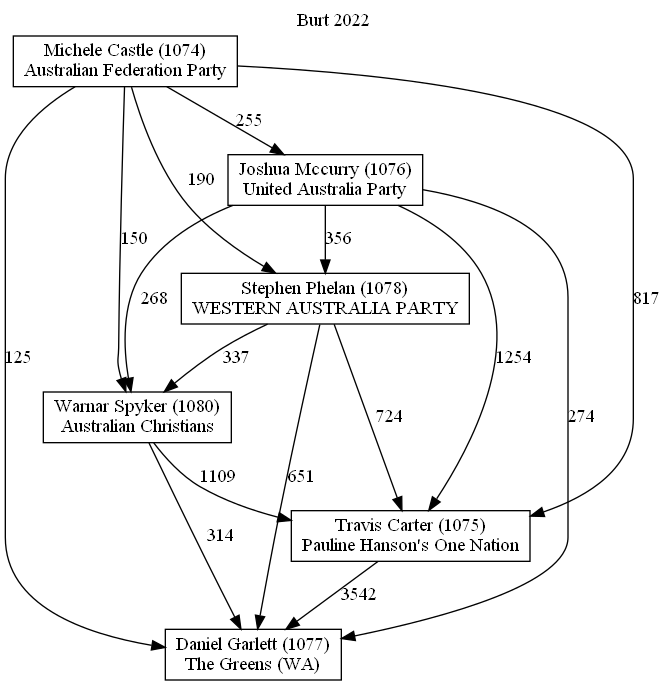 Burt 2022
Michele Castle (1074)
Australian Federation Party
255
Joshua Mccurry (1076)
United Australia Party
190
150
356
Stephen Phelan (1078)
WESTERN AUSTRALIA PARTY
268
817
125
337
1254
Warnar Spyker (1080)
Australian Christians
724
274
1109
651
Travis Carter (1075)
Pauline Hanson's One Nation
314
3542
Daniel Garlett (1077)
The Greens (WA)